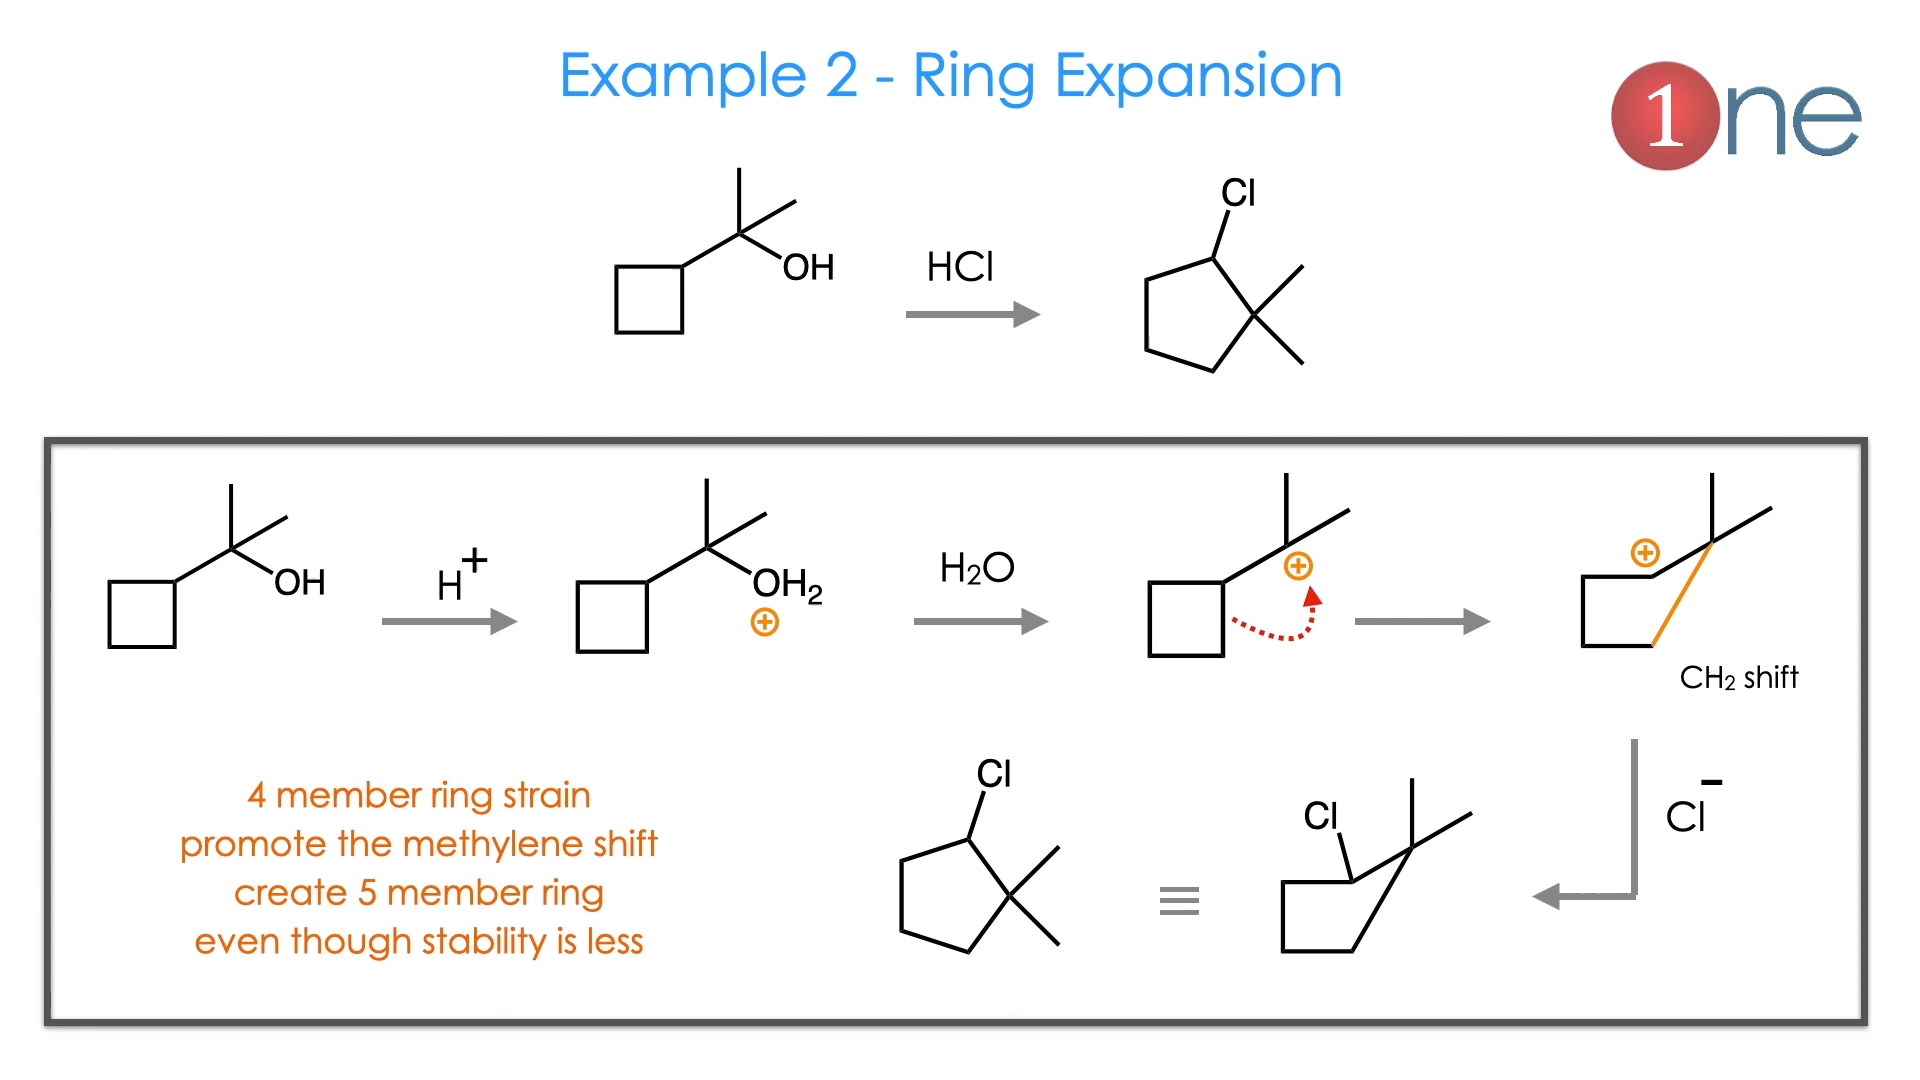 Example 2 - Ring Expansion
1ne
OH
HCl
Cl
OH
H+
OH₂
⊕
H₂O
⊕
⊕
CH₂ shift
4 member ring strain
promote the methylene shift
create 5 member ring
even though stability is less
Cl
≡
Cl
Cl⁻